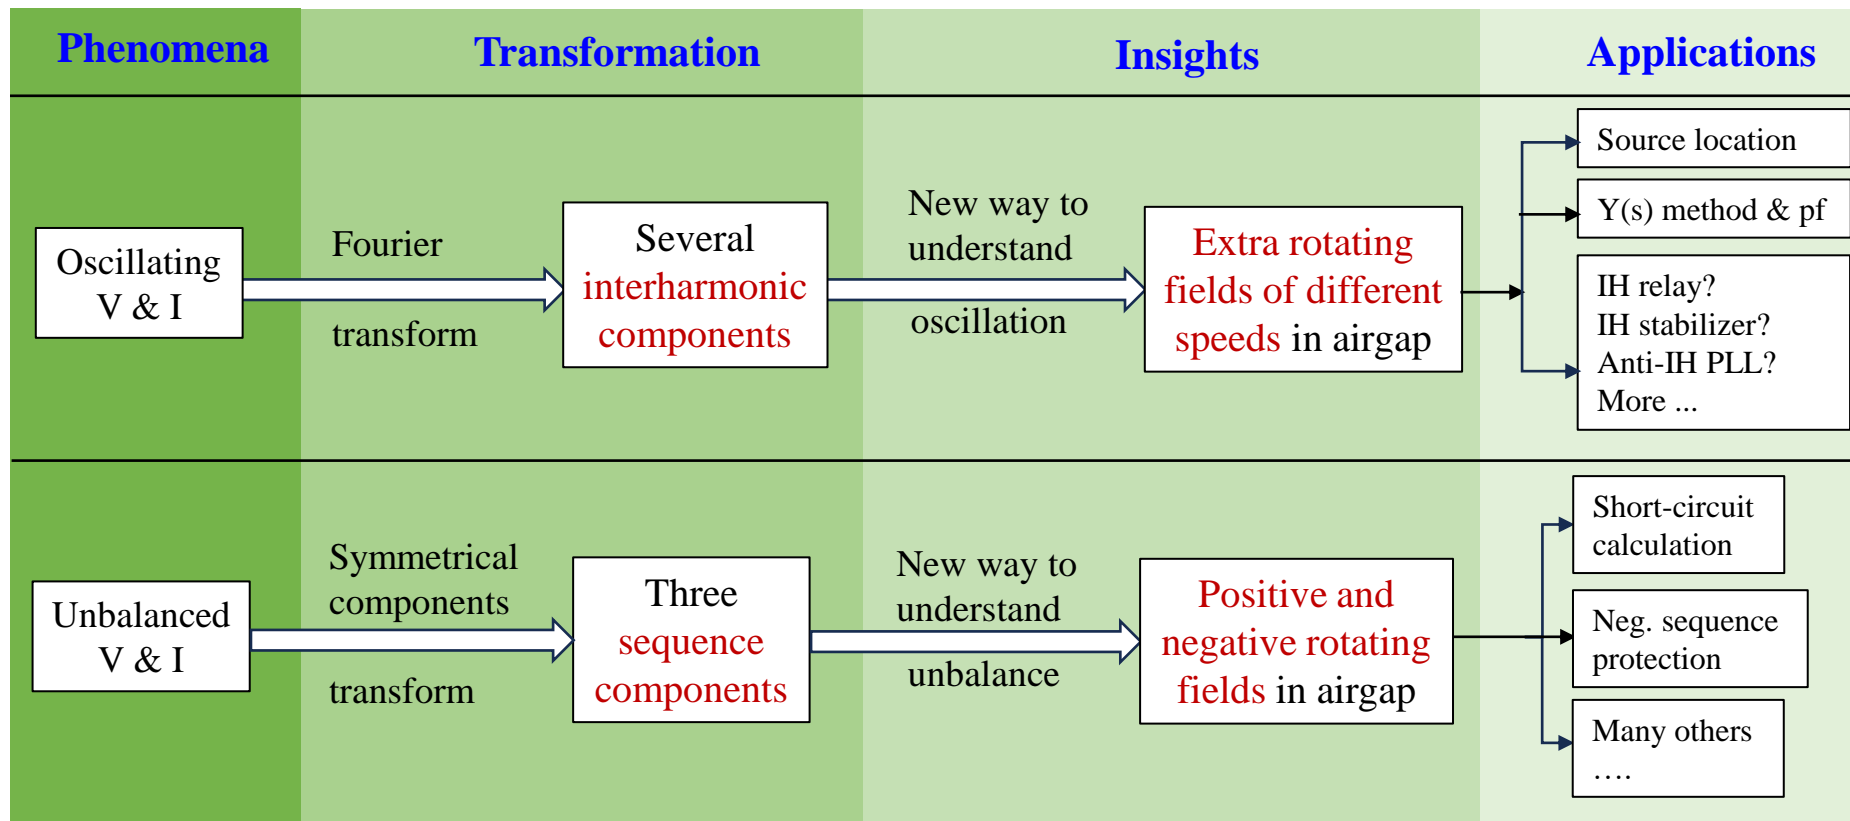 Phenomena
Transformation
Insights
Applications
Oscillating
V & I
Fourier
transform
Several
interharmonic
components
New way to
understand
oscillation
Extra rotating
fields of different
speeds in airgap
Source location
Y(s) method & pf
IH relay?
IH stabilizer?
Anti-IH PLL?
More ...
Unbalanced
V & I
Symmetrical
components
transform
Three
sequence
components
New way to
understand
unbalance
Positive and
negative rotating
fields in airgap
Short-circuit
calculation
Neg. sequence
protection
Many others
….